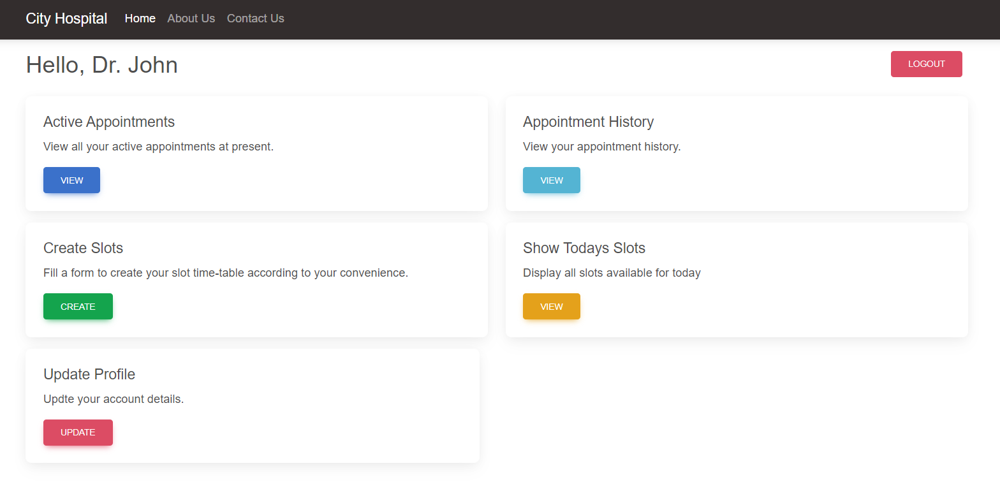 City Hospital Home About Us Contact Us
Hello, Dr. John LOGOUT
Active Appointments
View all your active appointments at present.
VIEW
Appointment History
View your appointment history.
VIEW
Create Slots
Fill a form to create your slot time-table according to your convenience.
CREATE
Show Todays Slots
Display all slots available for today
VIEW
Update Profile
Updte your account details.
UPDATE